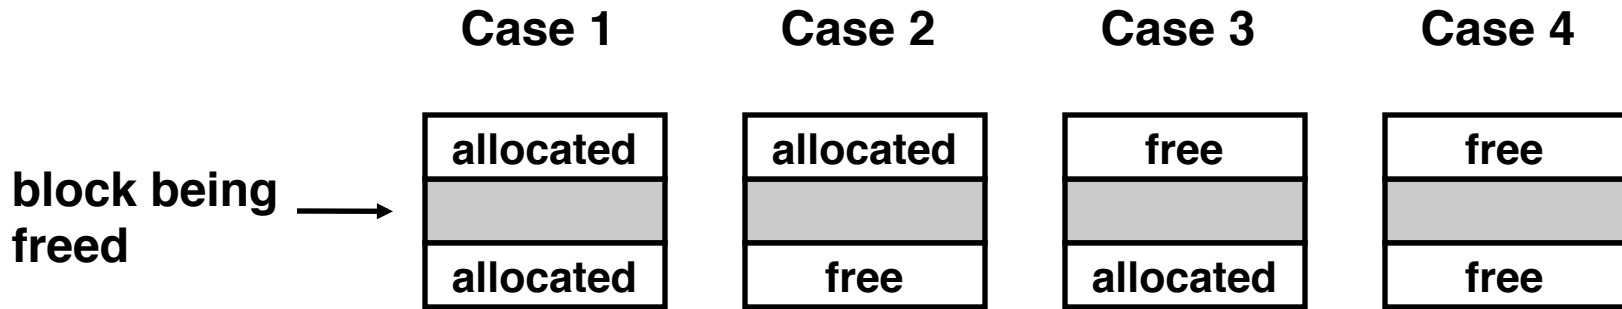 Case 1 Case 2 Case 3 Case 4
allocated allocated free free
block being
freed
allocated free allocated free